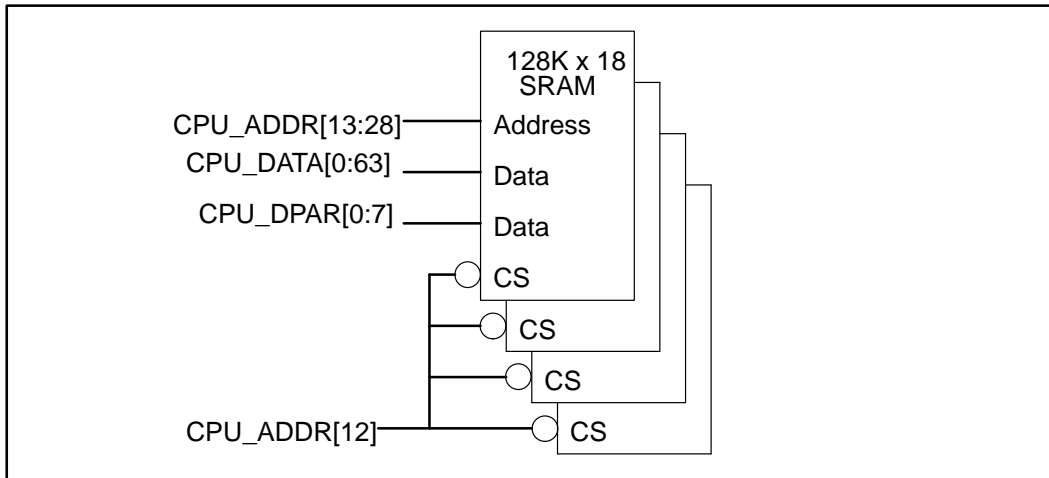 128K x 18
SRAM
CPU_ADDR[13:28]
Address
CPU_DATA[0:63]
Data
CPU_DPAR[0:7]
Data
CS
CS
CS
CPU_ADDR[12]
CS